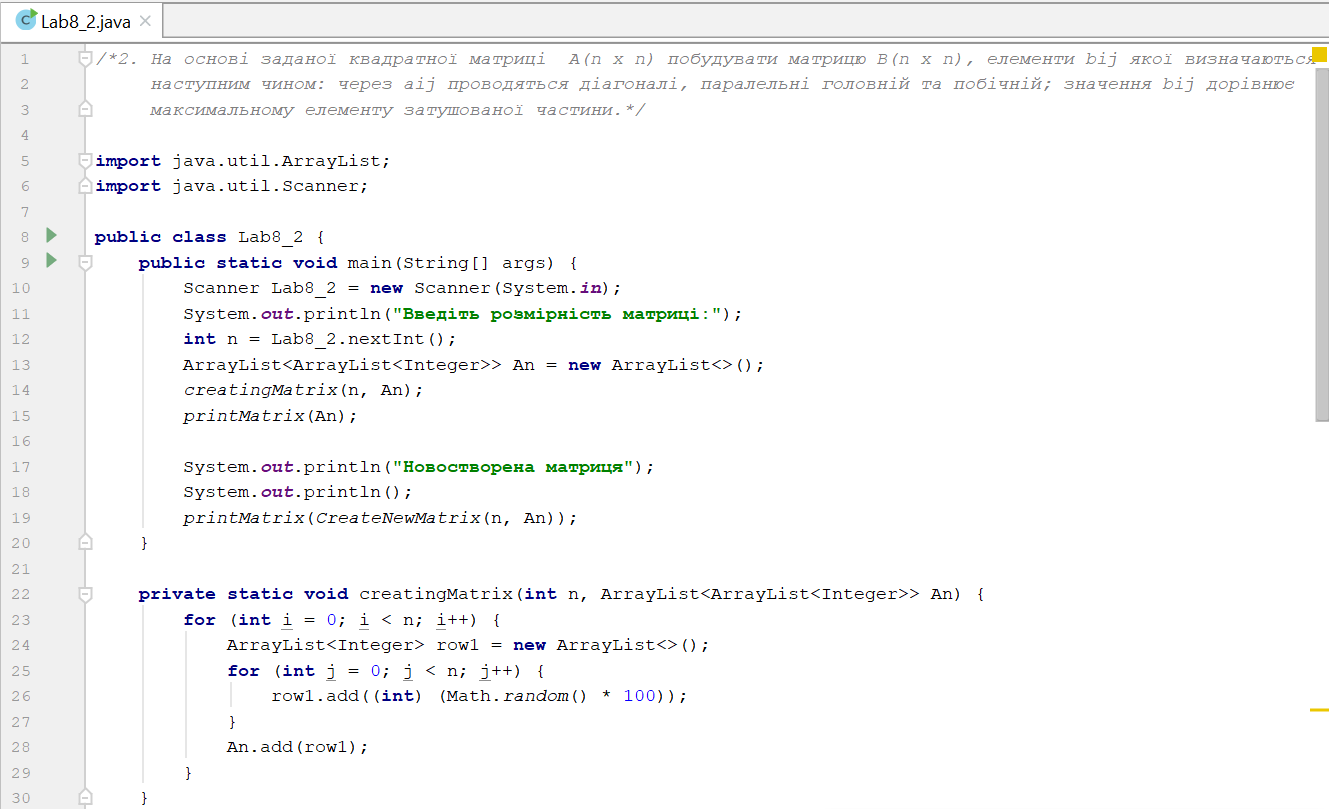 Lab8_2.java
1 /*2. На основі заданої квадратної матриці A(n x n) побудувати матрицю B(n x n), елементи bij якої визначаються
2 наступним чином: через aij проводяться діагоналі, паралельні головній та побічній; значення bij дорівнює
3 максимальному елементу затушованої частини.*/
4
5 import java.util.ArrayList;
6 import java.util.Scanner;
7
8 public class Lab8_2 {
9 public static void main(String[] args) {
10 Scanner Lab8_2 = new Scanner(System.in);
11 System.out.println("Введіть розмірність матриці:");
12 int n = Lab8_2.nextInt();
13 ArrayList<ArrayList<Integer>> An = new ArrayList<>();
14 creatingMatrix(n, An);
15 printMatrix(An);
16
17 System.out.println("Новостворена матриця");
18 System.out.println();
19 printMatrix(CreateNewMatrix(n, An));
20 }
21
22 private static void creatingMatrix(int n, ArrayList<ArrayList<Integer>> An) {
23 for (int i = 0; i < n; i++) {
24 ArrayList<Integer> row1 = new ArrayList<>();
25 for (int j = 0; j < n; j++) {
26 row1.add((int) (Math.random() * 100));
27 }
28 An.add(row1);
29 }
30 }